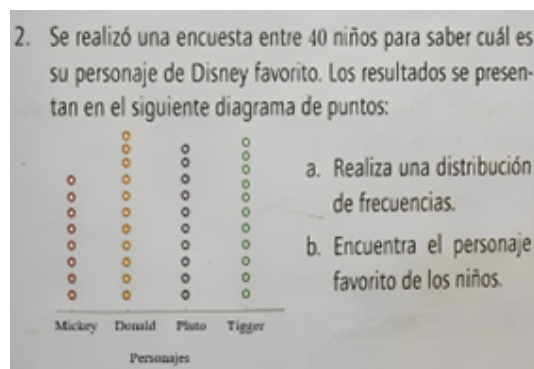 2. Se realizó una encuesta entre 40 niños para saber cuál es
su personaje de Disney favorito. Los resultados se presen-
tan en el siguiente diagrama de puntos:
a. Realiza una distribución
de frecuencias.
b. Encuentra el personaje
favorito de los niños.
Mickey Donald Pluto Tigger
Personajes